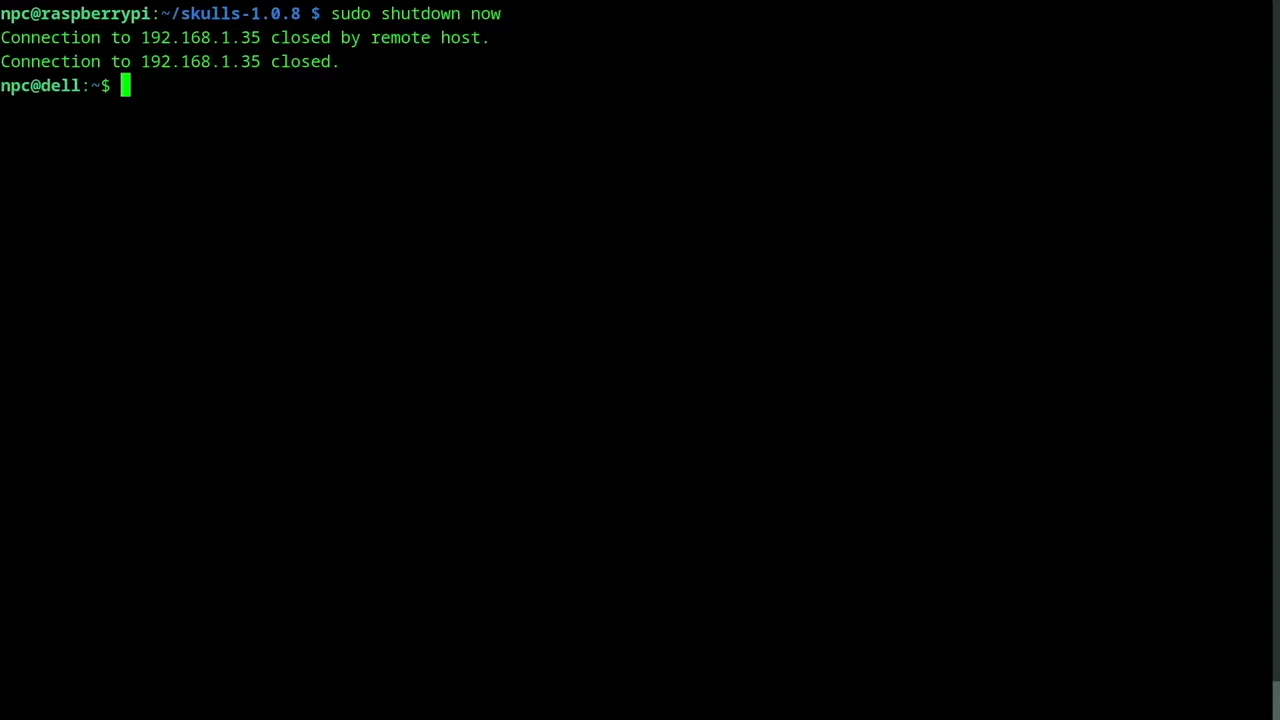 npc@raspberrypi:~/skulls-1.0.8 $ sudo shutdown now
Connection to 192.168.1.35 closed by remote host.
Connection to 192.168.1.35 closed.
npc@dell:~$